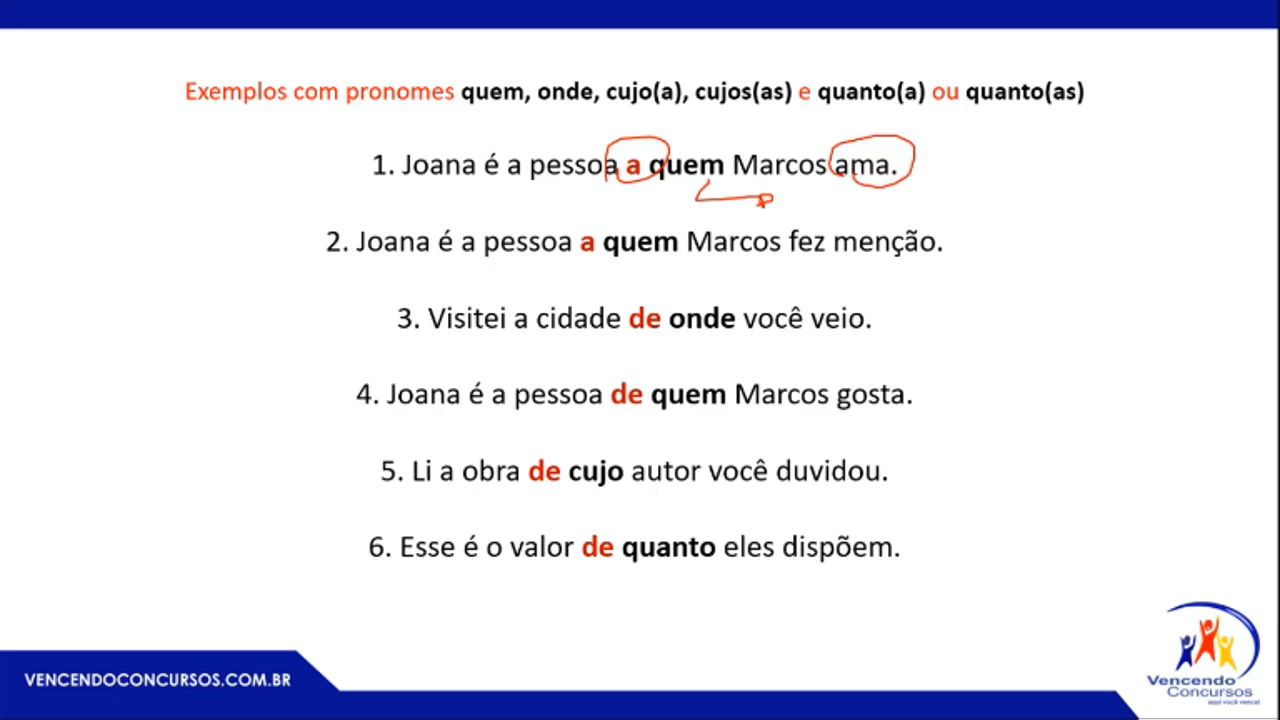 Exemplos com pronomes quem, onde, cujo(a), cujos(as) e quanto(a) ou quanto(as)
1. Joana é a pessoa a quem Marcos ama.
2. Joana é a pessoa a quem Marcos fez menção.
3. Visitei a cidade de onde você veio.
4. Joana é a pessoa de quem Marcos gosta.
5. Li a obra de cujo autor você duvidou.
6. Esse é o valor de quanto eles dispõem.
VENCENDOCONCURSOS.COM.BR
Vencendo
Concursos
aqui você vence!